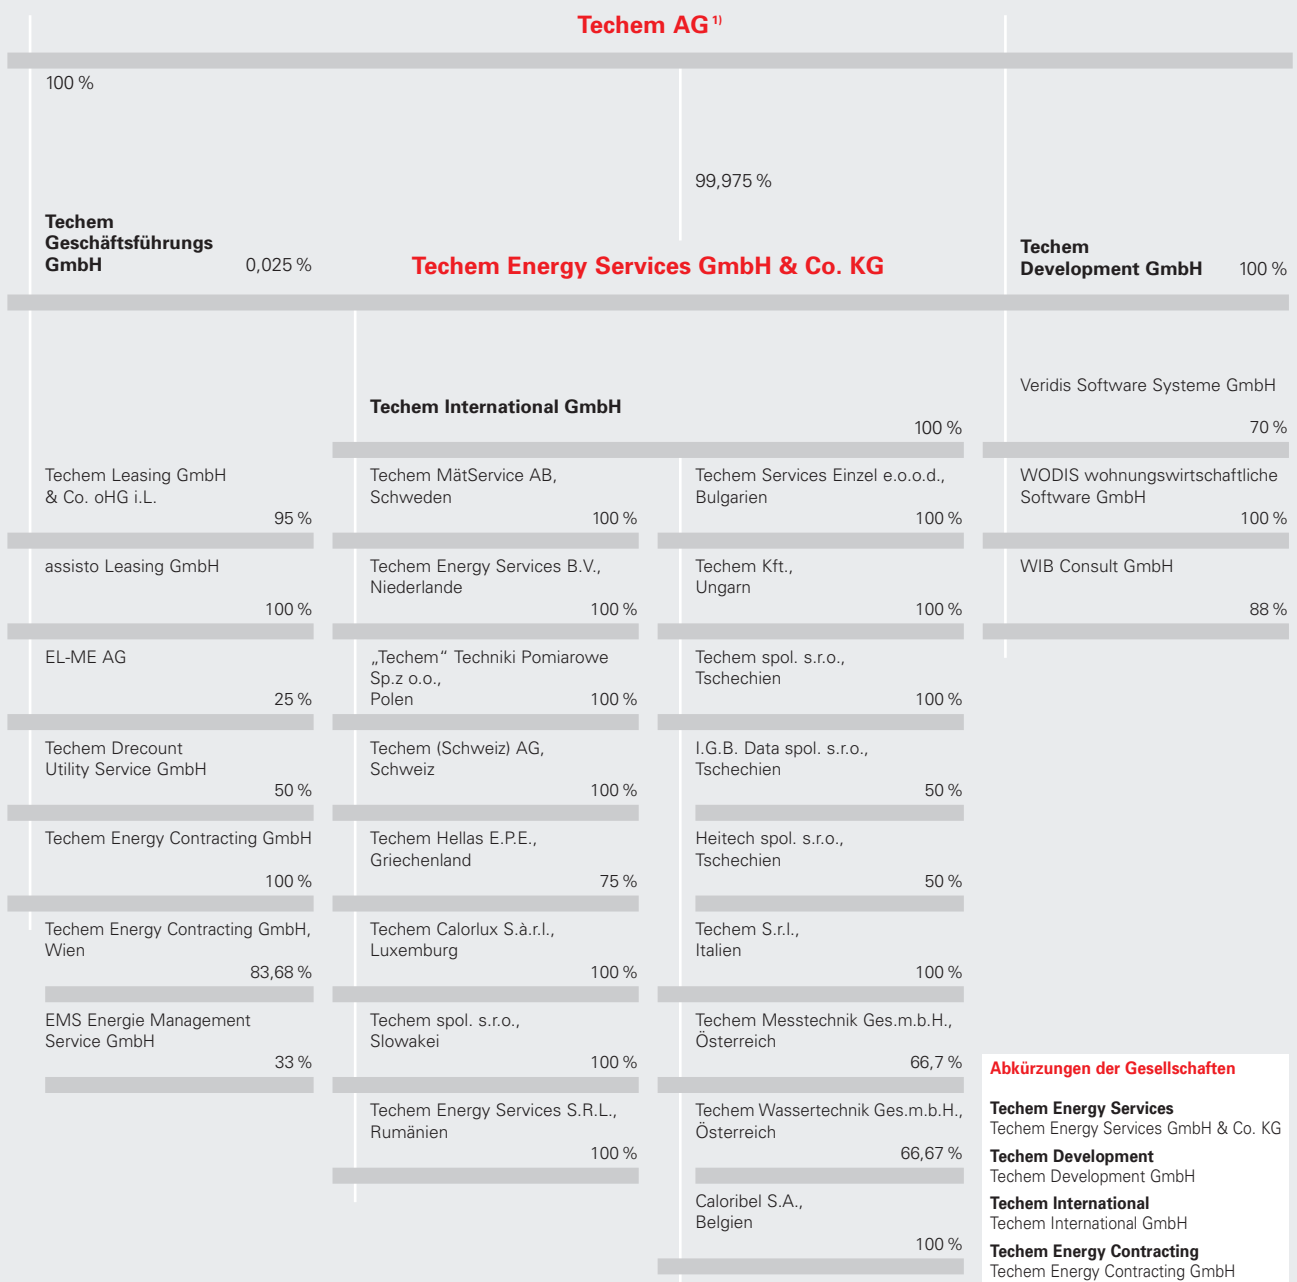 Techem AG 1)
100 %
99,975 %
Techem
Geschäftsführungs
GmbH 0,025 %
Techem Energy Services GmbH & Co. KG
Techem
Development GmbH 100 %
Techem Leasing GmbH
& Co. oHG i.L.
95 %
assisto Leasing GmbH
100 %
EL-ME AG
25 %
Techem Drecount
Utility Service GmbH
50 %
Techem Energy Contracting GmbH
100 %
Techem Energy Contracting GmbH,
Wien
83,68 %
EMS Energie Management
Service GmbH
33 %
Techem International GmbH
100 %
Techem MätService AB,
Schweden
100 %
Techem Energy Services B.V.,
Niederlande
100 %
„Techem“ Techniki Pomiarowe
Sp.z o.o.,
Polen 100 %
Techem (Schweiz) AG,
Schweiz
100 %
Techem Hellas E.P.E.,
Griechenland
75 %
Techem Calorlux S.à.r.l.,
Luxemburg
100 %
Techem spol. s.r.o.,
Slowakei
100 %
Techem Energy Services S.R.L.,
Rumänien
100 %
Techem Services Einzel e.o.o.d.,
Bulgarien
100 %
Techem Kft.,
Ungarn
100 %
Techem spol. s.r.o.,
Tschechien
100 %
I.G.B. Data spol. s.r.o.,
Tschechien
50 %
Heitech spol. s.r.o.,
Tschechien
50 %
Techem S.r.l.,
Italien
100 %
Techem Messtechnik Ges.m.b.H.,
Österreich
66,7 %
Techem Wassertechnik Ges.m.b.H.,
Österreich
66,67 %
Caloribel S.A.,
Belgien
100 %
Veridis Software Systeme GmbH
70 %
WODIS wohnungswirtschaftliche
Software GmbH
100 %
WIB Consult GmbH
88 %
Abkürzungen der Gesellschaften
Techem Energy Services
Techem Energy Services GmbH & Co. KG
Techem Development
Techem Development GmbH
Techem International
Techem International GmbH
Techem Energy Contracting
Techem Energy Contracting GmbH